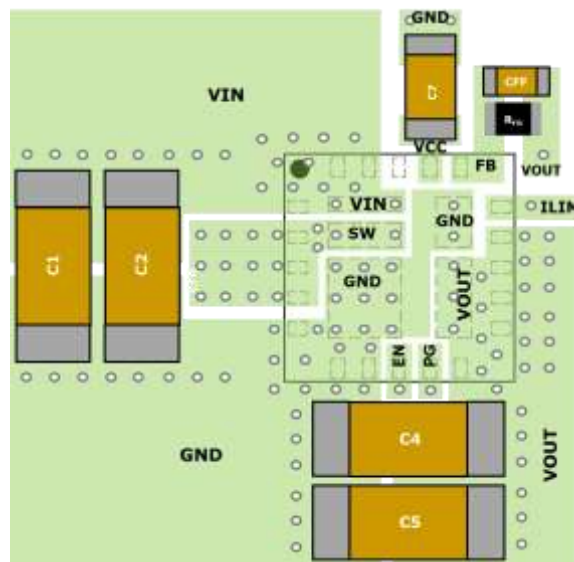 GND
CFF
VIN
VCC
FB
VOUT
VIN
GND
ILIM
SW
GND
VOUT
C1
C2
EN
PG
C4
GND
VOUT
C5